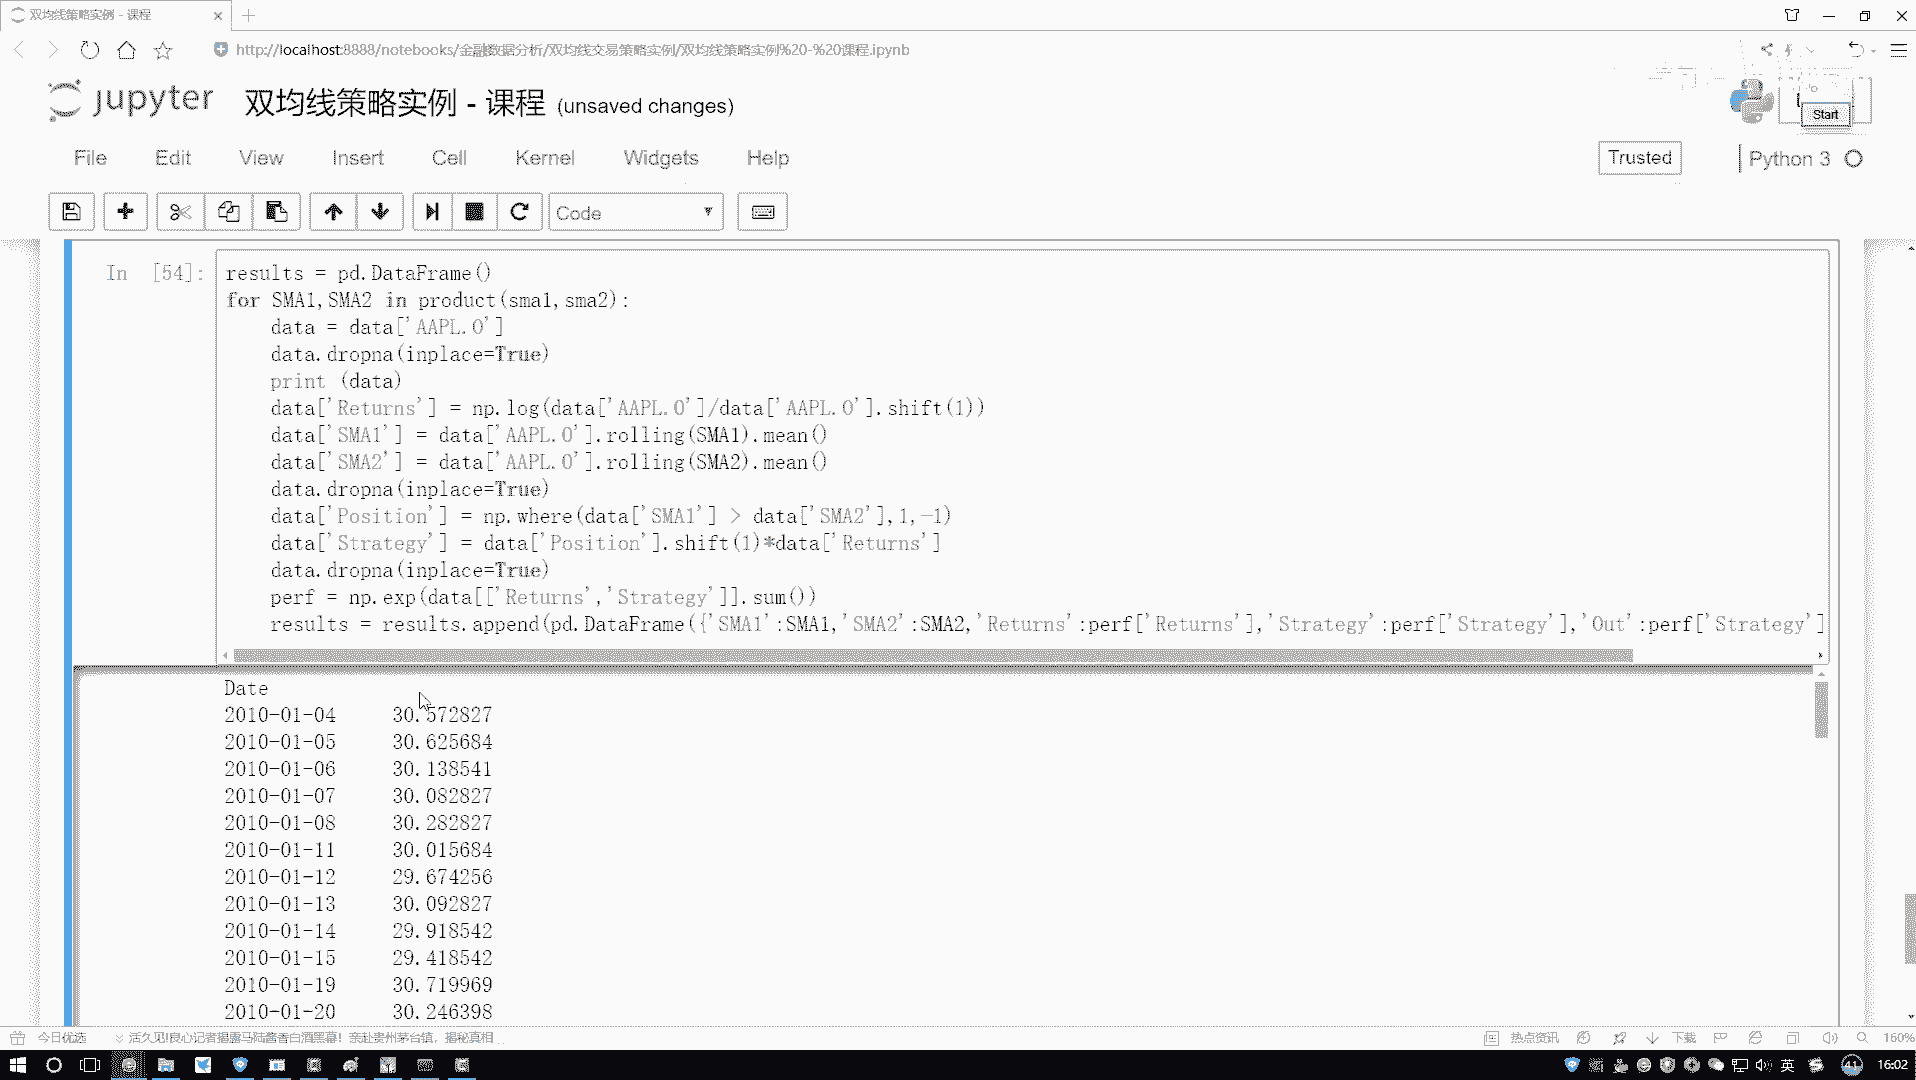 双均线策略实例 - 课程
http://localhost:8888/notebooks/金融数据分析/双均线交易策略实例/双均线策略实例%20-%20课程.ipynb
jupyter 双均线策略实例 - 课程 (unsaved changes)
Start
File Edit View Insert Cell Kernel Widgets Help
Trusted Python 3
Code
In [54]:
results = pd.DataFrame()
for SMA1,SMA2 in product(sma1,sma2):
data = data['AAPL.O']
data.dropna(inplace=True)
print (data)
data['Returns'] = np.log(data['AAPL.O']/data['AAPL.O'].shift(1))
data['SMA1'] = data['AAPL.O'].rolling(SMA1).mean()
data['SMA2'] = data['AAPL.O'].rolling(SMA2).mean()
data.dropna(inplace=True)
data['Position'] = np.where(data['SMA1'] > data['SMA2'],1,-1)
data['Strategy'] = data['Position'].shift(1)*data['Returns']
data.dropna(inplace=True)
perf = np.exp(data[['Returns','Strategy']].sum())
results = results.append(pd.DataFrame({'SMA1':SMA1,'SMA2':SMA2,'Returns':perf['Returns'],'Strategy':perf['Strategy'],'Out':perf['Strategy']
Date
2010-01-04 30.572827
2010-01-05 30.625684
2010-01-06 30.138541
2010-01-07 30.082827
2010-01-08 30.282827
2010-01-11 30.015684
2010-01-12 29.674256
2010-01-13 30.092827
2010-01-14 29.918542
2010-01-15 29.418542
2010-01-19 30.719969
2010-01-20 30.246398
今日优选 活久见!良心记者揭露马陆酱香白酒黑幕! 亲赴贵州茅台镇，揭秘真相 热点资讯 下载 160%
英 41 16:02